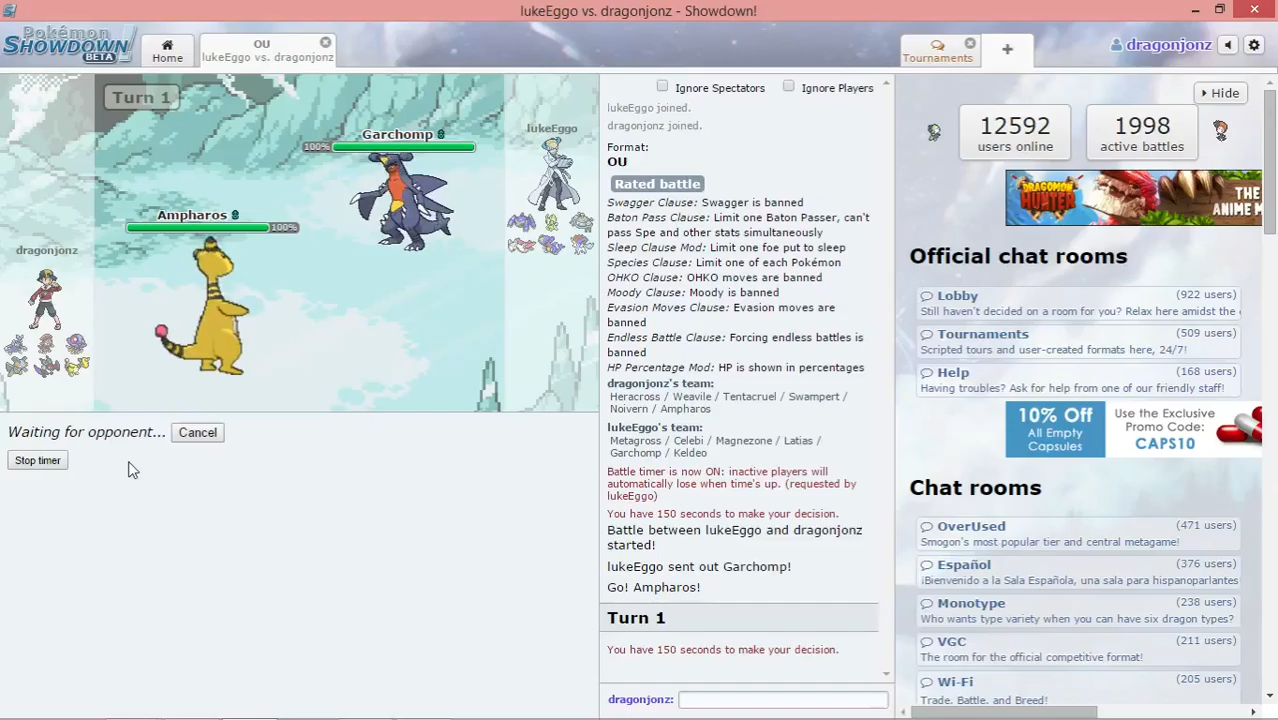 lukeEggo vs. dragonjonz - Showdown!
Pokémon
SHOWDOWN
BETA
Home
OU
lukeEggo vs. dragonjonz
Tournaments
dragonjonz
Turn 1
Garchomp
100%
Ampharos
100%
lukeEggo
dragonjonz
Waiting for opponent... Cancel
Stop timer
Ignore Spectators Ignore Players
lukeEggo joined.
dragonjonz joined.
Format:
OU
Rated battle
Swagger Clause: Swagger is banned
Baton Pass Clause: Limit one Baton Passer, can't
pass Spe and other stats simultaneously
Sleep Clause Mod: Limit one foe put to sleep
Species Clause: Limit one of each Pokémon
OHKO Clause: OHKO moves are banned
Moody Clause: Moody is banned
Evasion Moves Clause: Evasion moves are
banned
Endless Battle Clause: Forcing endless battles is
banned
HP Percentage Mod: HP is shown in percentages
dragonjonz's team:
Heracross / Weavile / Tentacruel / Swampert /
Noivern / Ampharos
lukeEggo's team:
Metagross / Celebi / Magnezone / Latias /
Garchomp / Keldeo
Battle timer is now ON: inactive players will
automatically lose when time's up. (requested by
lukeEggo)
You have 150 seconds to make your decision.
Battle between lukeEggo and dragonjonz
started!
lukeEggo sent out Garchomp!
Go! Ampharos!
Turn 1
You have 150 seconds to make your decision.
dragonjonz:
Hide
12592
users online
1998
active battles
DRAGOMON
HUNTER
THE
ANIME M
Official chat rooms
Lobby (922 users)
Still haven't decided on a room for you? Relax here amidst the
Tournaments (509 users)
Scripted tours and user-created formats here, 24/7!
Help (168 users)
Having troubles? Ask for help from one of our friendly staff!
10% Off
All Empty
Capsules
Use the Exclusive
Promo Code:
CAPS10
Chat rooms
OverUsed (471 users)
Smogon's most popular tier and central metagame!
Español (376 users)
¡Bienvenido a la Sala Española, una sala para hispanoparlantes
Monotype (238 users)
Who wants type variety when you can have six dragon types?
VGC (211 users)
The room for the official competitive format!
Wi-Fi (205 users)
Trade, Battle, and Breed!